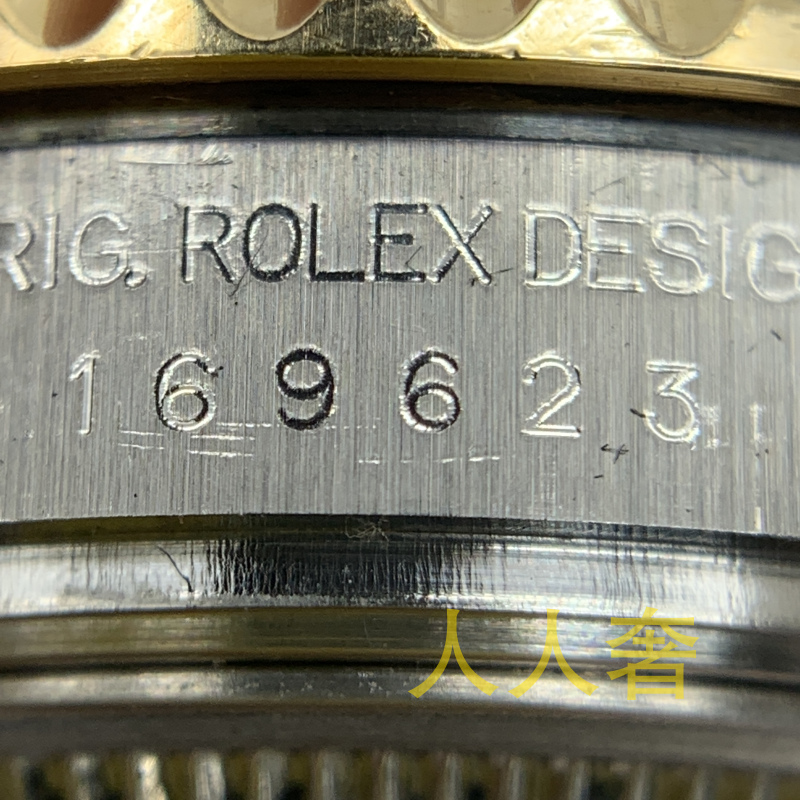 RIG. ROLEX DESIG
169623
人人奢